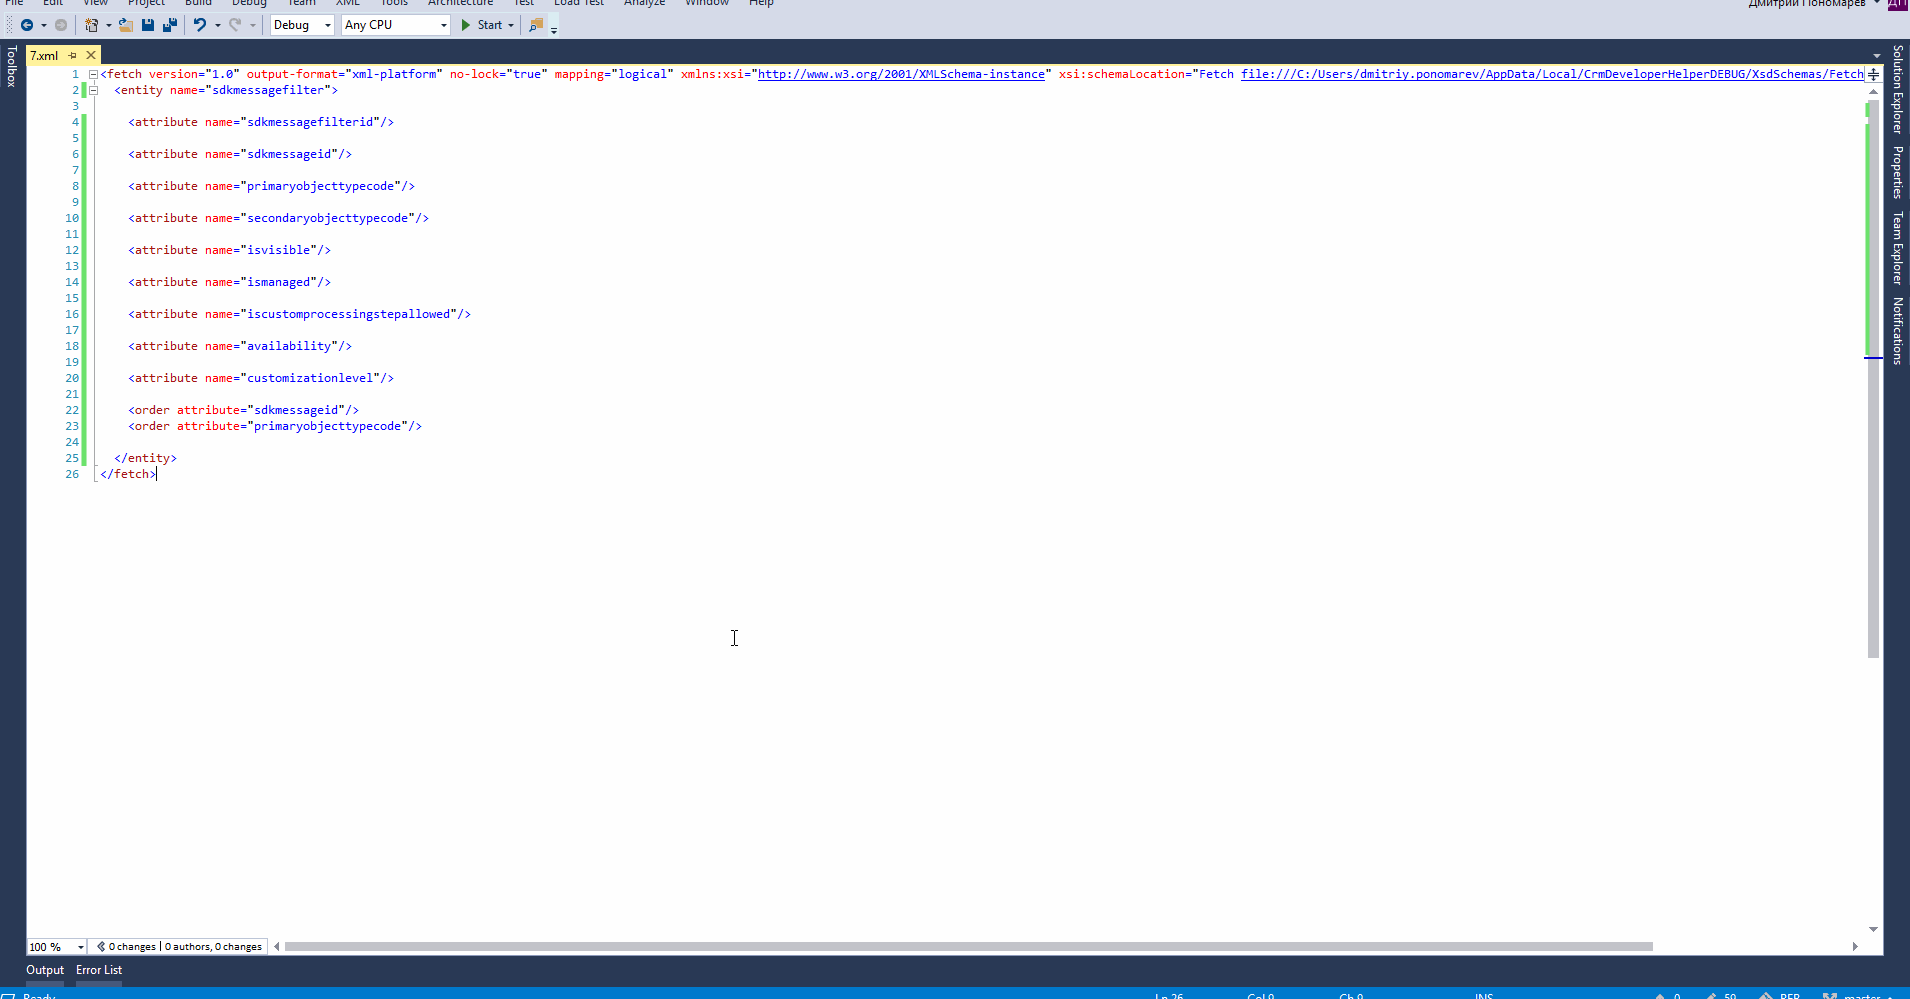 File Edit View Project Build Debug Team XML Tools Architecture Test Load Test Analyze Window Help
Дмитрий Пономарев ДП
Debug Any CPU Start
Toolbox
7.xml
1 <fetch version="1.0" output-format="xml-platform" no-lock="true" mapping="logical" xmlns:xsi="http://www.w3.org/2001/XMLSchema-instance" xsi:schemaLocation="Fetch file:///C:/Users/dmitriy.ponomarev/AppData/Local/CrmDeveloperHelperDEBUG/XsdSchemas/Fetch
2 <entity name="sdkmessagefilter">
3
4 <attribute name="sdkmessagefilterid"/>
5
6 <attribute name="sdkmessageid"/>
7
8 <attribute name="primaryobjecttypecode"/>
9
10 <attribute name="secondaryobjecttypecode"/>
11
12 <attribute name="isvisible"/>
13
14 <attribute name="ismanaged"/>
15
16 <attribute name="iscustomprocessingstepallowed"/>
17
18 <attribute name="availability"/>
19
20 <attribute name="customizationlevel"/>
21
22 <order attribute="sdkmessageid"/>
23 <order attribute="primaryobjecttypecode"/>
24
25 </entity>
26 </fetch>
Solution Explorer
Properties
Team Explorer
Notifications
100 % 0 changes | 0 authors, 0 changes
Output Error List
Ready Ln 26 Col 9 Ch 9 INS 0 59 master